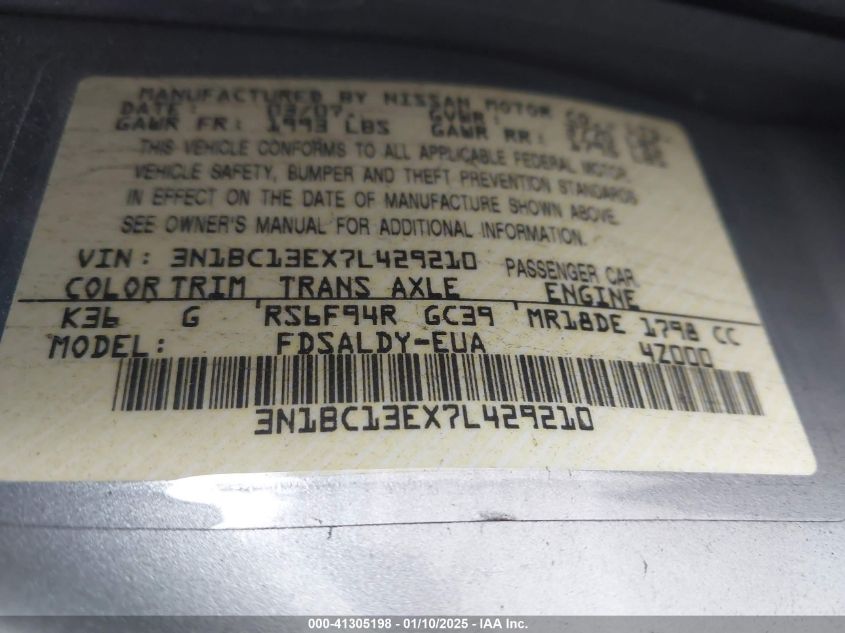 MANUFACTURED BY NISSAN MOTOR CO.
DATE: 03/07 GVWR:
GAWR FR: 1993 LBS GAWR RR: LBS
THIS VEHICLE CONFORMS TO ALL APPLICABLE FEDERAL MOTOR
VEHICLE SAFETY, BUMPER AND THEFT PREVENTION STANDARDS
IN EFFECT ON THE DATE OF MANUFACTURE SHOWN ABOVE.
SEE OWNER'S MANUAL FOR ADDITIONAL INFORMATION.
VIN: 3N1BC13EX7L429210 PASSENGER CAR
COLOR TRIM TRANS AXLE ENGINE
K36 G RS6F94R GC39 MR18DE 1798 CC
MODEL: FDSALDY-EUA 4Z000
3N1BC13EX7L429210
000-41305198 - 01/10/2025 - IAA Inc.